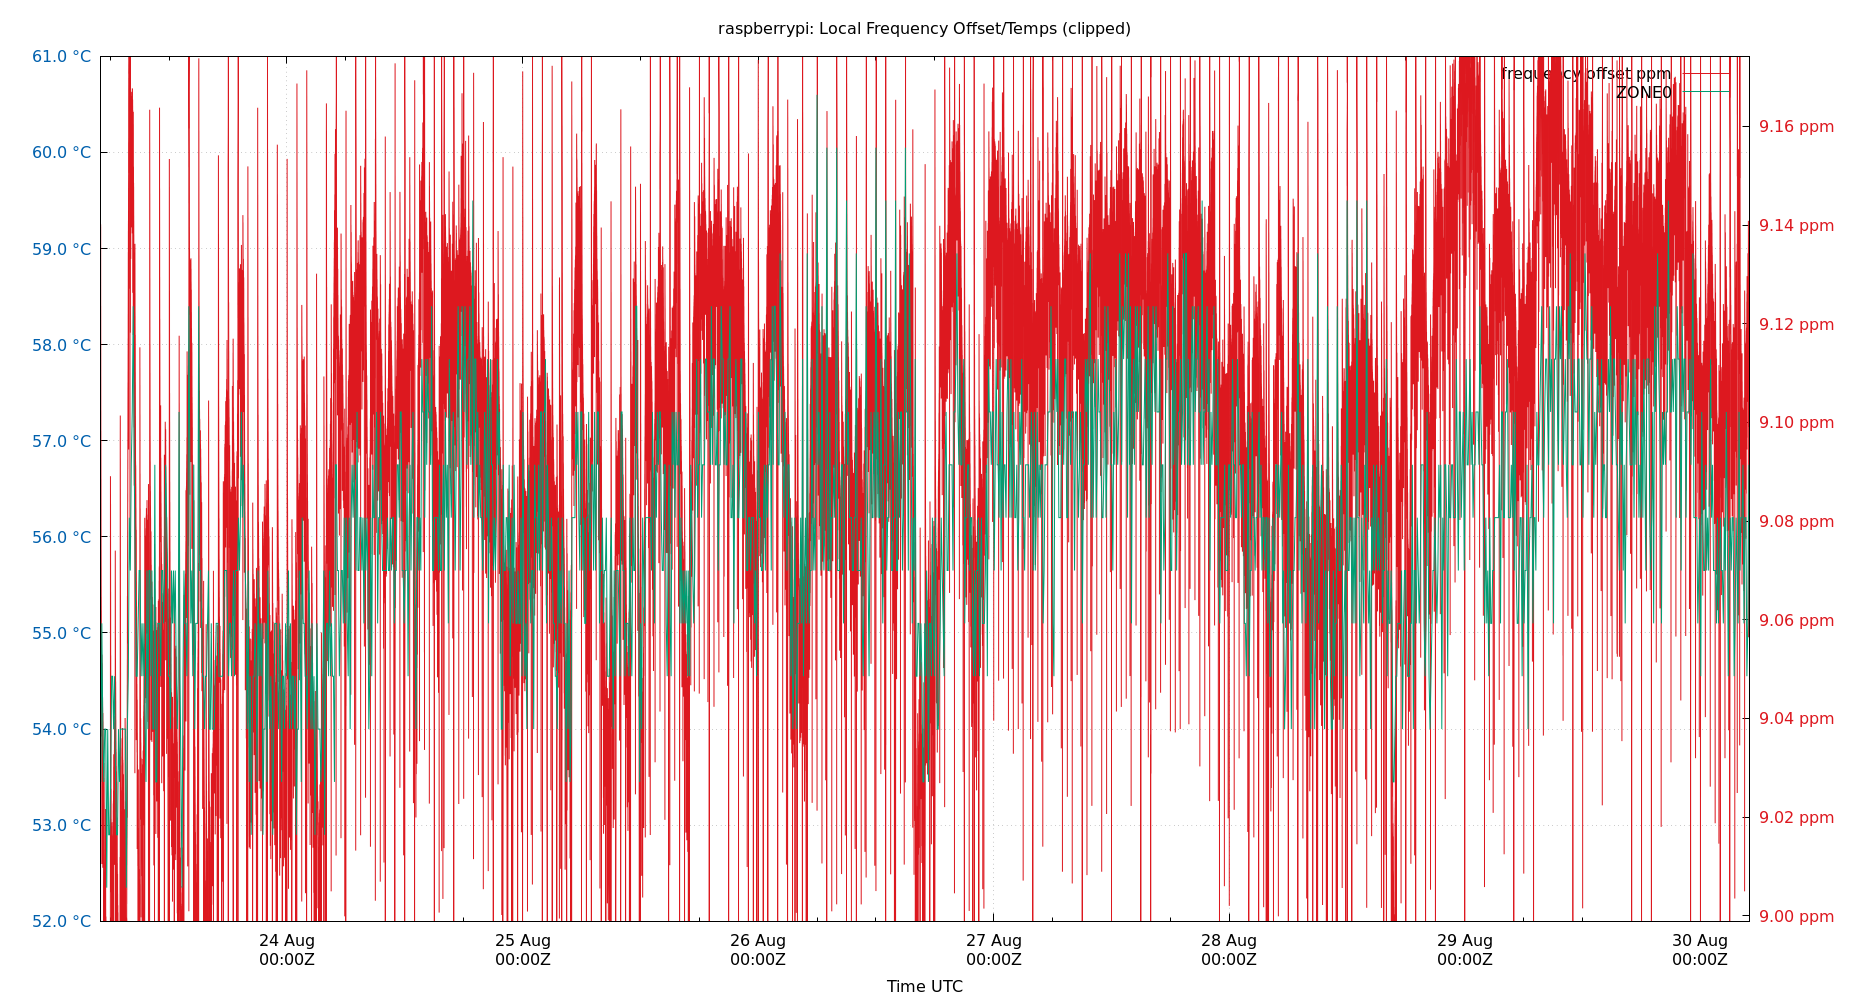 raspberrypi: Local Frequency Offset/Temps (clipped)
61.0 °C
60.0 °C
59.0 °C
58.0 °C
57.0 °C
56.0 °C
55.0 °C
54.0 °C
53.0 °C
52.0 °C
frequency offset ppm
ZONE0
9.16 ppm
9.14 ppm
9.12 ppm
9.10 ppm
9.08 ppm
9.06 ppm
9.04 ppm
9.02 ppm
9.00 ppm
24 Aug
00:00Z
25 Aug
00:00Z
26 Aug
00:00Z
27 Aug
00:00Z
28 Aug
00:00Z
29 Aug
00:00Z
30 Aug
00:00Z
Time UTC